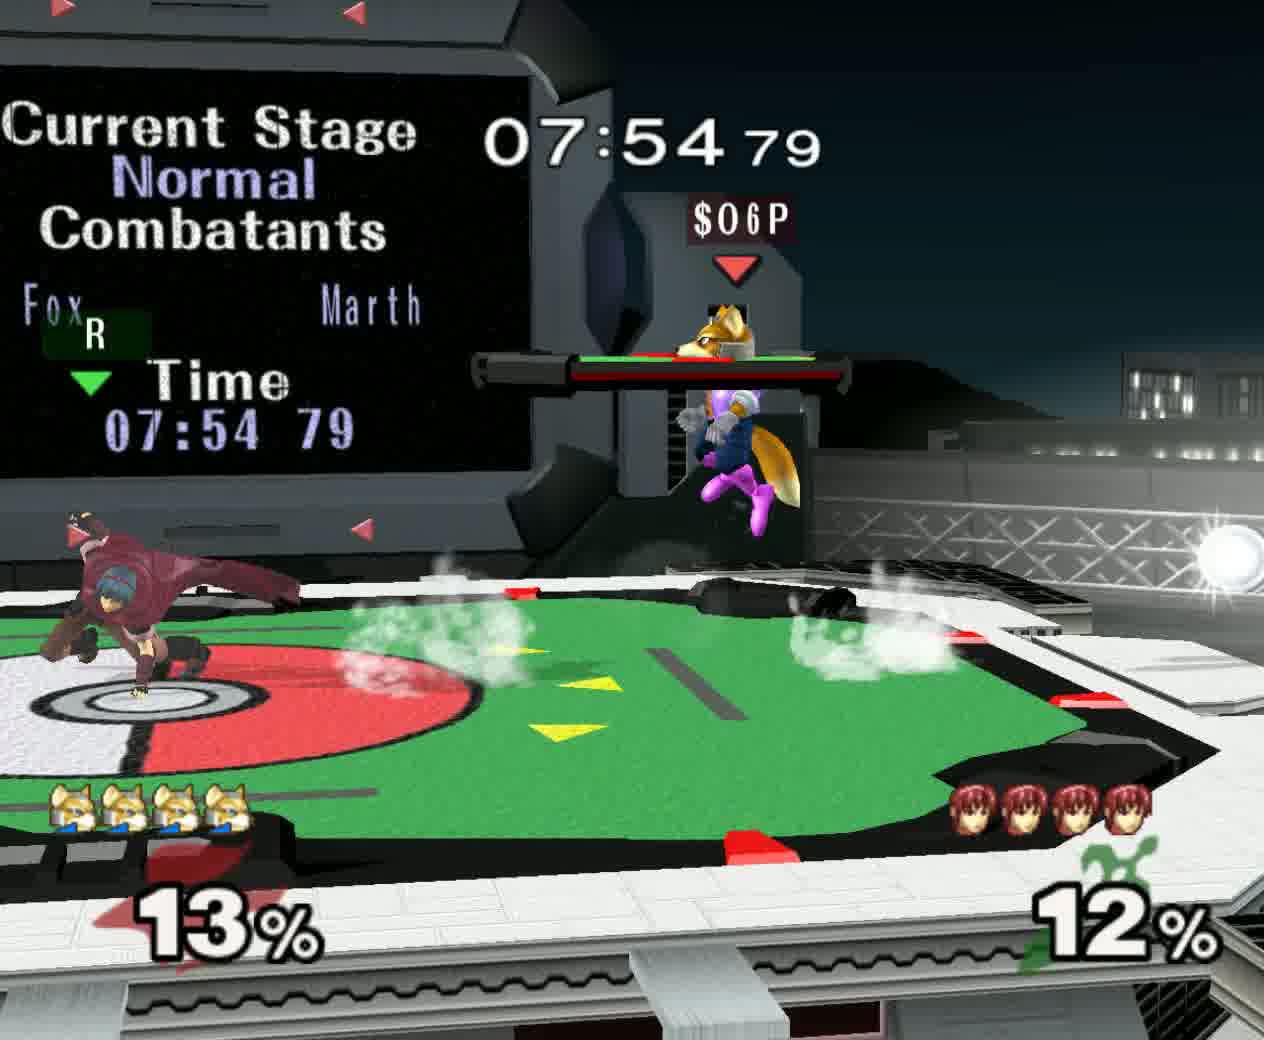 Current Stage
Normal
Combatants
Fox Marth
Time
07:54 79
07:54 79
$06P
R
13%
12%